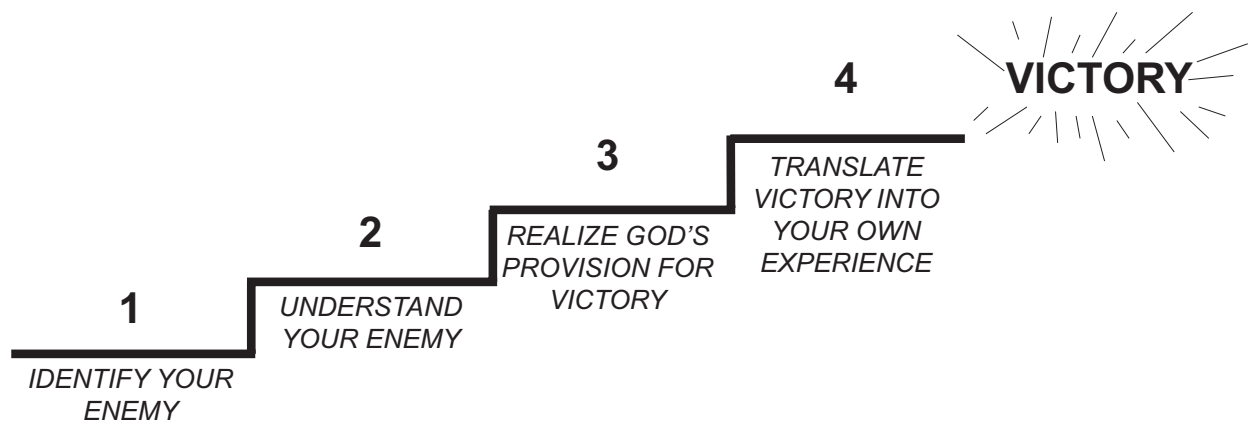 1
IDENTIFY YOUR
ENEMY
2
UNDERSTAND
YOUR ENEMY
3
REALIZE GOD'S
PROVISION FOR
VICTORY
4
TRANSLATE
VICTORY INTO
YOUR OWN
EXPERIENCE
VICTORY